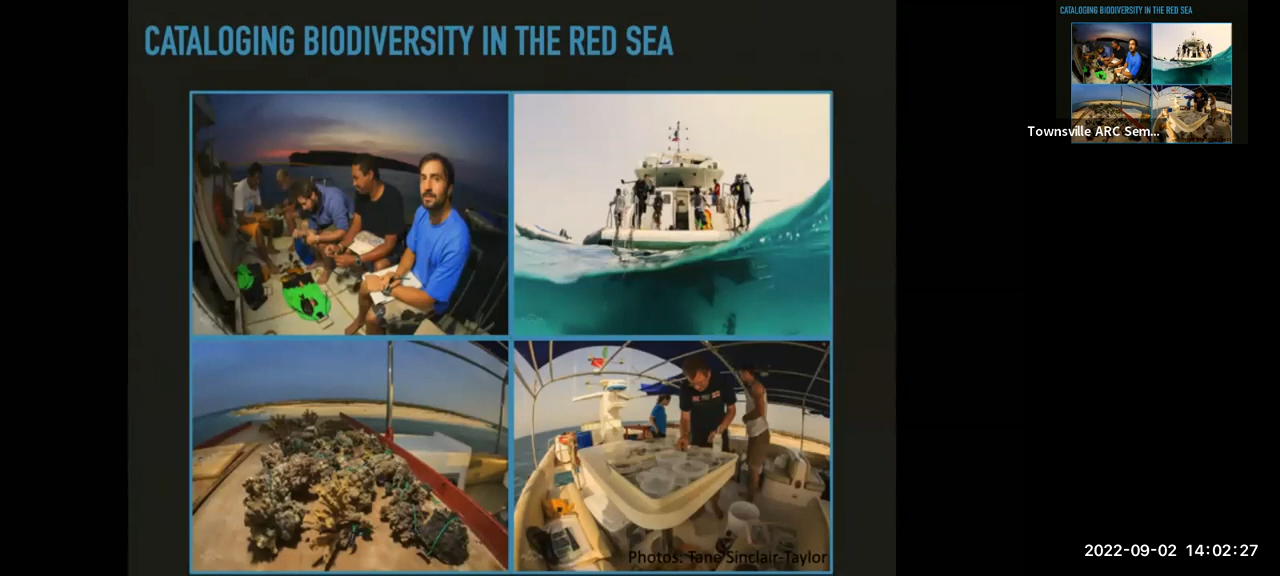 CATALOGING BIODIVERSITY IN THE RED SEA
Photos: Tane Sinclair-Taylor
CATALOGING BIODIVERSITY IN THE RED SEA
Townsville ARC Sem...
2022-09-02 14:02:27